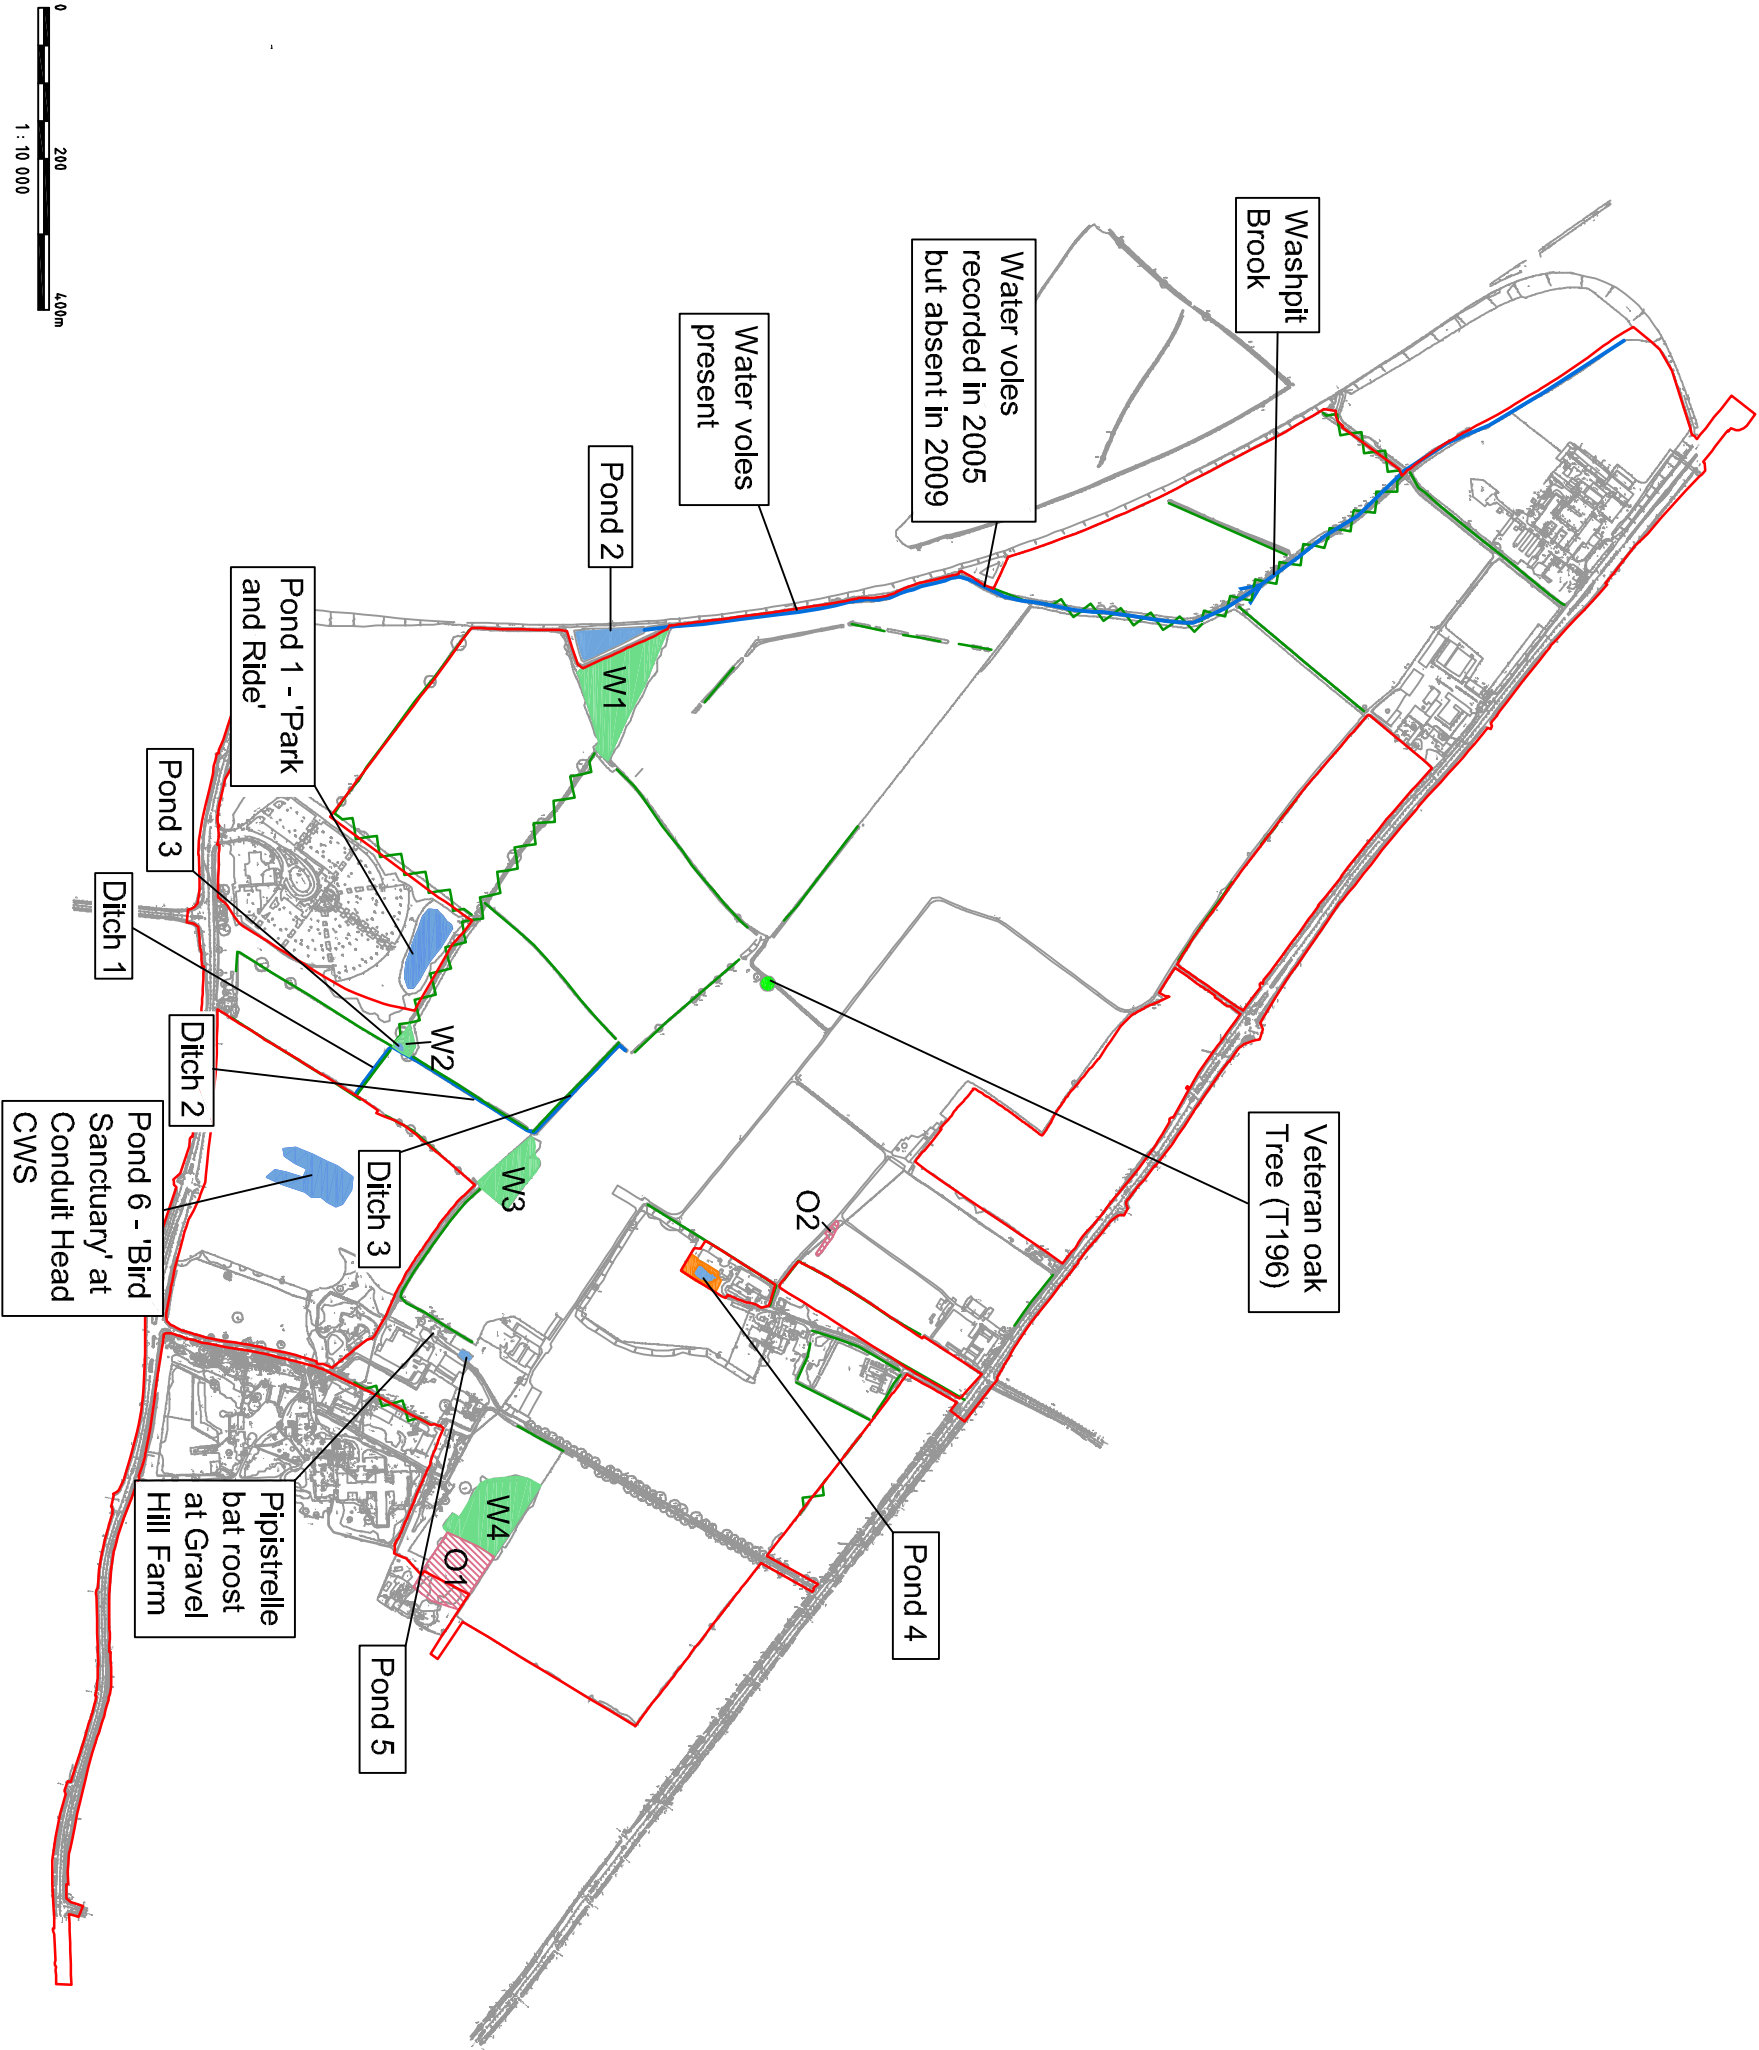 0
200
400m
1 : 10 000
Washpit
Brook
Water voles
recorded in 2005
but absent in 2009
Water voles
present
Pond 2
Pond 1 - 'Park
and Ride'
Pond 3
Ditch 1
Ditch 2
Pond 6 - 'Bird
Sanctuary' at
Conduit Head
CWS
Ditch 3
Veteran oak
Tree (T196)
Pond 4
Pond 5
Pipistrelle
bat roost
at Gravel
Hill Farm
W1
W2
W3
W4
O1
O2